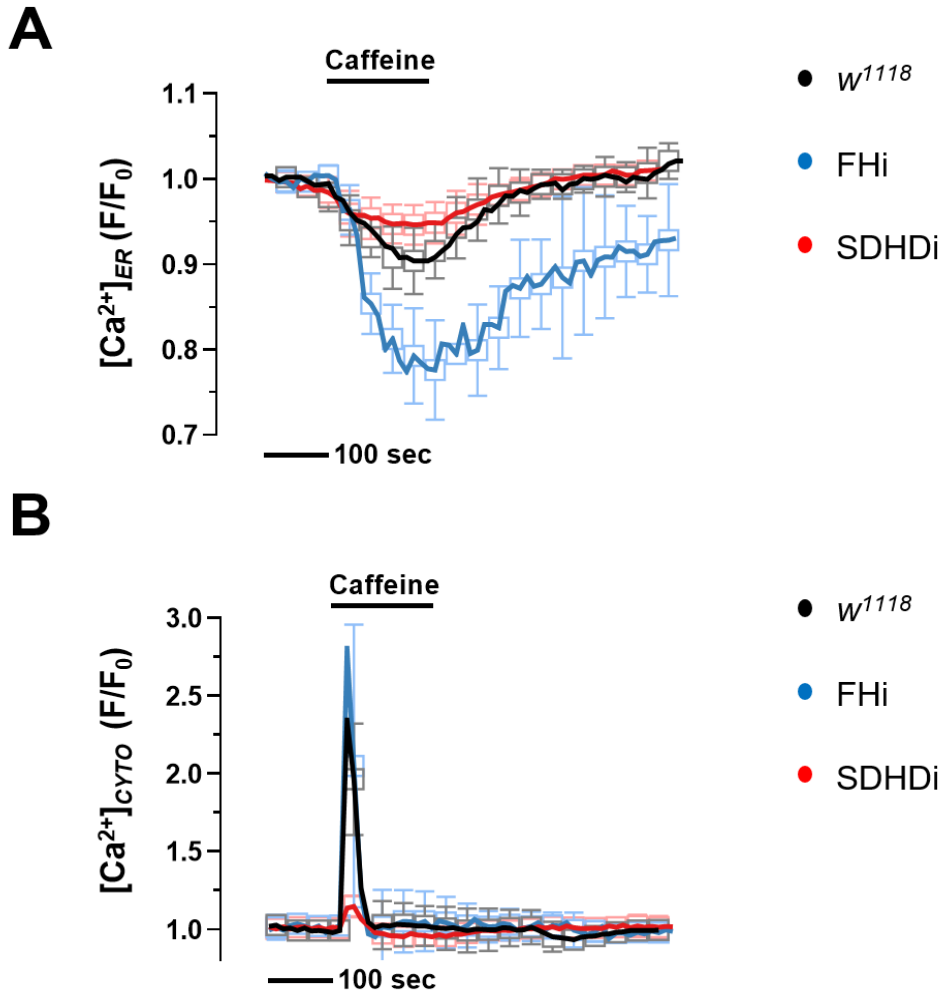 A
Caffeine
w¹¹¹⁸
FHi
SDHDi
[Ca²⁺]ER (F/F₀)
1.1
1.0
0.9
0.8
0.7
100 sec
B
Caffeine
w¹¹¹⁸
FHi
SDHDi
[Ca²⁺]CYTO (F/F₀)
3.0
2.5
2.0
1.5
1.0
100 sec